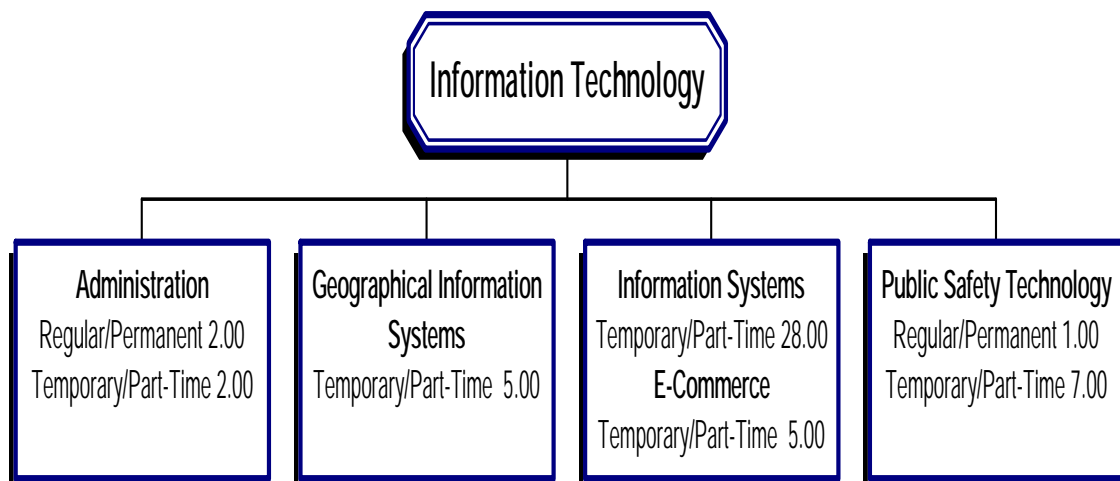 Information Technology
Administration
Regular/Permanent 2.00
Temporary/Part-Time 2.00
Geographical Information
Systems
Temporary/Part-Time 5.00
Information Systems
Temporary/Part-Time 28.00
E-Commerce
Temporary/Part-Time 5.00
Public Safety Technology
Regular/Permanent 1.00
Temporary/Part-Time 7.00